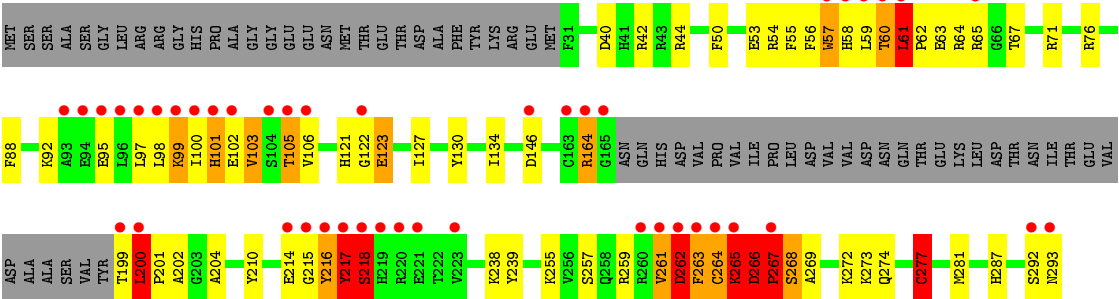 MET SER SER ALA SER GLY LEU ARG ARG GLY HIS PRO ALA GLY GLY GLU GLU ASN MET THR GLU THR ASP ALA PHE TYR LYS ARG GLU MET F31 D40 H41 R42 R43 R44 F50 E53 R54 F55 F56 W57 H58 L59 T60 L61 P62 E63 R64 R65 G66 T67 R71 R76
F88 K92 A93 E94 E95 L96 L97 L98 K99 I100 H101 E102 V103 S104 T105 V106 H121 G122 E123 I127 Y130 I134 D146 G163 R164 G165 ASN GLN HIS ASP VAL PRO VAL ILE PRO LEU ASP VAL VAL ASP ASN GLN THR GLU LYS LEU ASP THR ASN ILE THR GLU VAL
ASP ALA ALA SER VAL TYR T199 L200 P201 A202 G203 A204 Y210 E214 G215 Y216 Y217 S218 H219 R220 E221 T222 V223 K238 Y239 K255 V256 S257 Q258 R259 R260 V261 D262 F263 C264 K265 D266 P267 S268 A269 K272 K273 Q274 C277 M281 H287 S292 N293